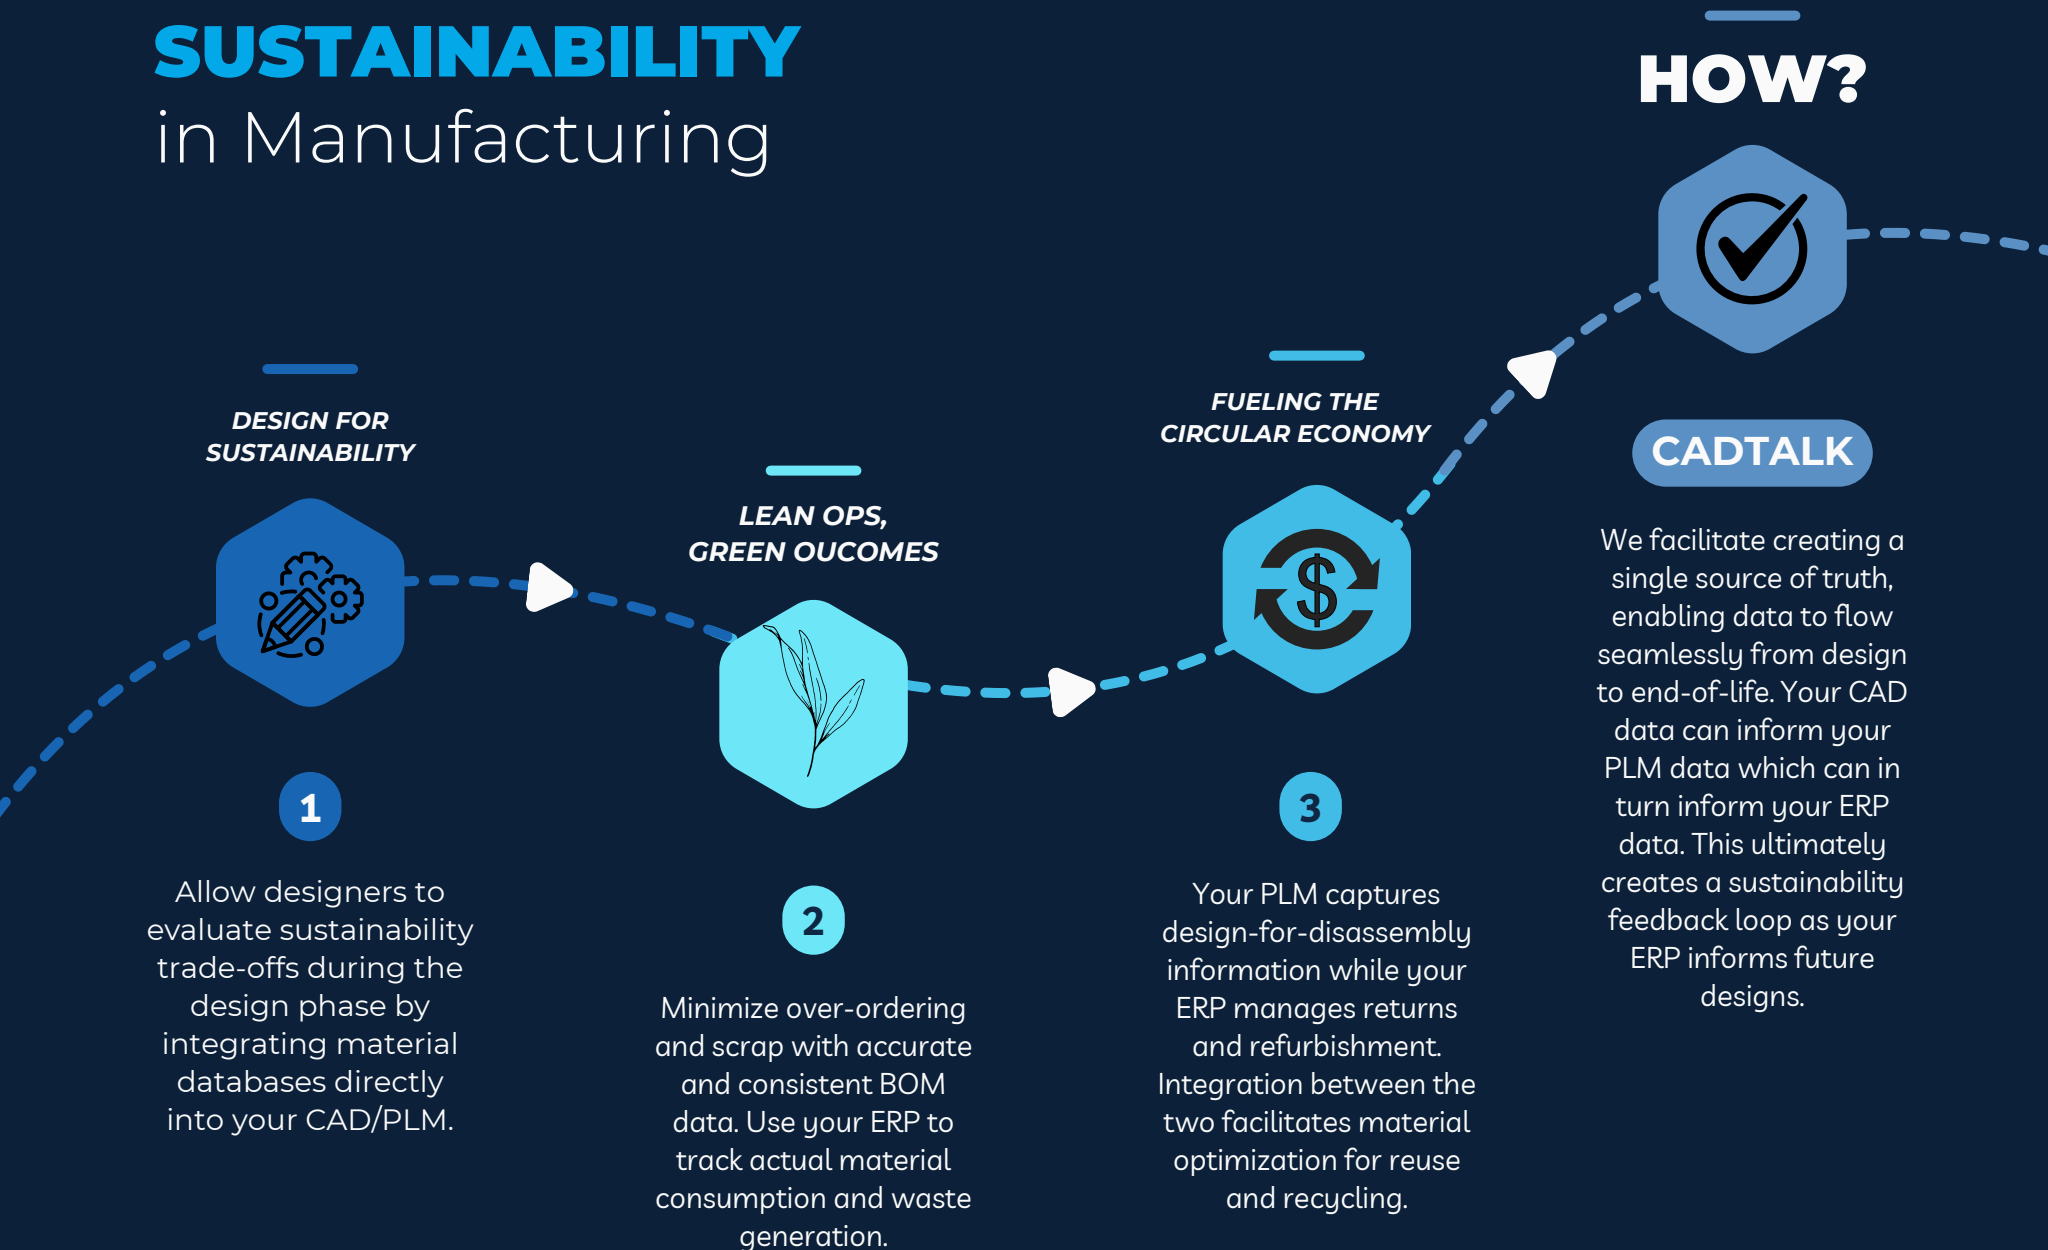 SUSTAINABILITY
in Manufacturing
DESIGN FOR
SUSTAINABILITY
1
Allow designers to
evaluate sustainability
trade-offs during the
design phase by
integrating material
databases directly
into your CAD/PLM.
LEAN OPS,
GREEN OUCOMES
2
Minimize over-ordering
and scrap with accurate
and consistent BOM
data. Use your ERP to
track actual material
consumption and waste
generation.
FUELING THE
CIRCULAR ECONOMY
$
3
Your PLM captures
design-for-disassembly
information while your
ERP manages returns
and refurbishment.
Integration between the
two facilitates material
optimization for reuse
and recycling.
HOW?
CADTALK
We facilitate creating a
single source of truth,
enabling data to flow
seamlessly from design
to end-of-life. Your CAD
data can inform your
PLM data which can in
turn inform your ERP
data. This ultimately
creates a sustainability
feedback loop as your
ERP informs future
designs.